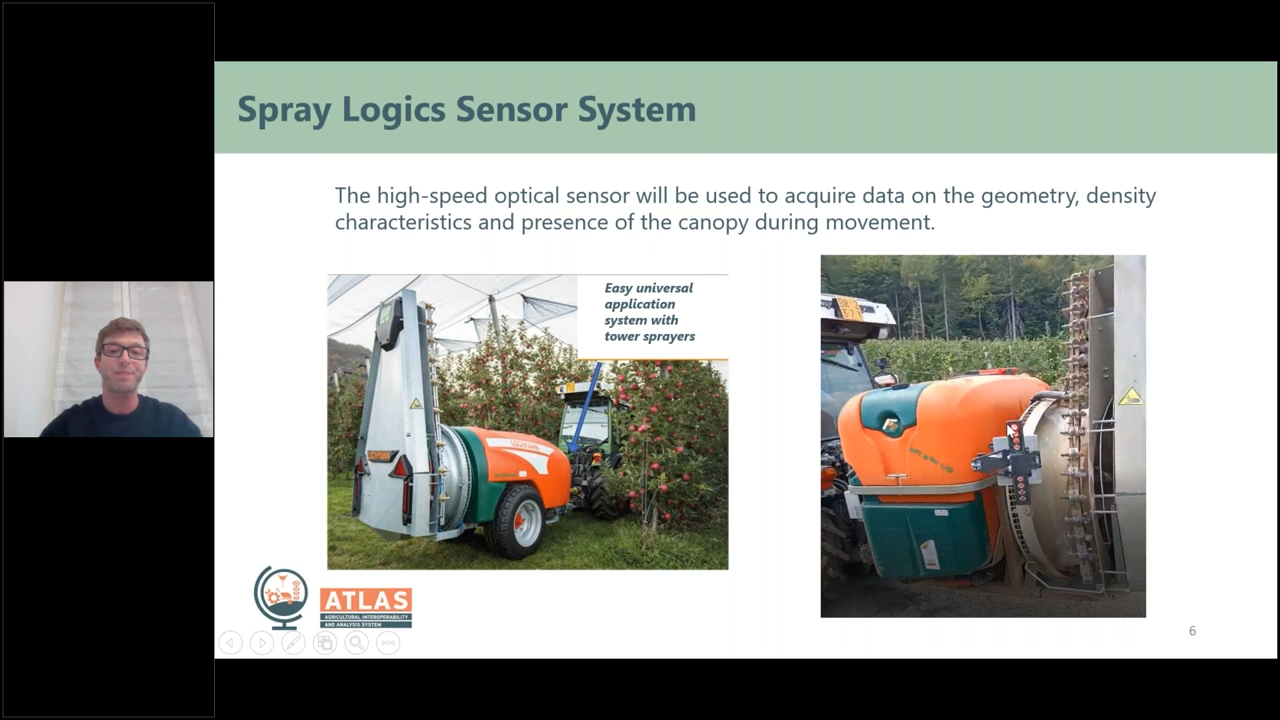 Spray Logics Sensor System
The high-speed optical sensor will be used to acquire data on the geometry, density
characteristics and presence of the canopy during movement.
Easy universal
application
system with
tower sprayers
ATLAS
AGRICULTURAL INTEROPERABILITY
AND ANALYSIS SYSTEM
6